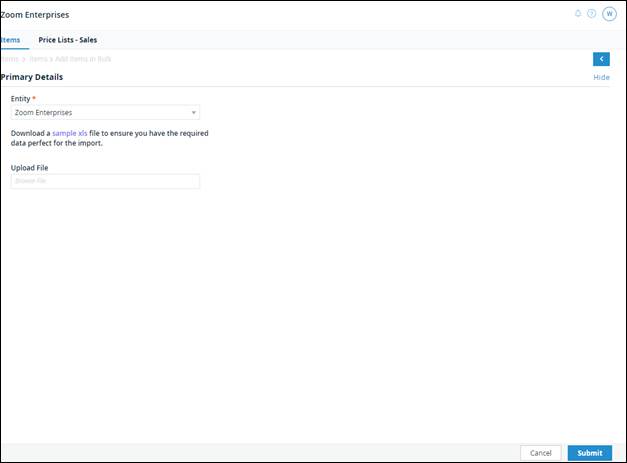 Zoom Enterprises
W
Items
Price Lists - Sales
Items > Items > Add Items in Bulk
Primary Details
Hide
Entity *
Zoom Enterprises
Download a sample xls file to ensure you have the required
data perfect for the import.
Upload File
Browse File
Cancel
Submit